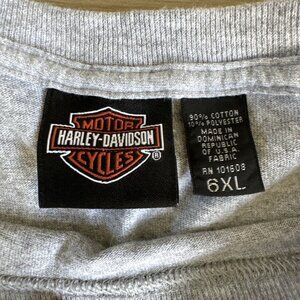 MOTOR
HARLEY-DAVIDSON
CYCLES
®
90% COTTON
10% POLYESTER
MADE IN
DOMINICAN
REPUBLIC
OF U.S.A.
FABRIC
RN 101608
6XL